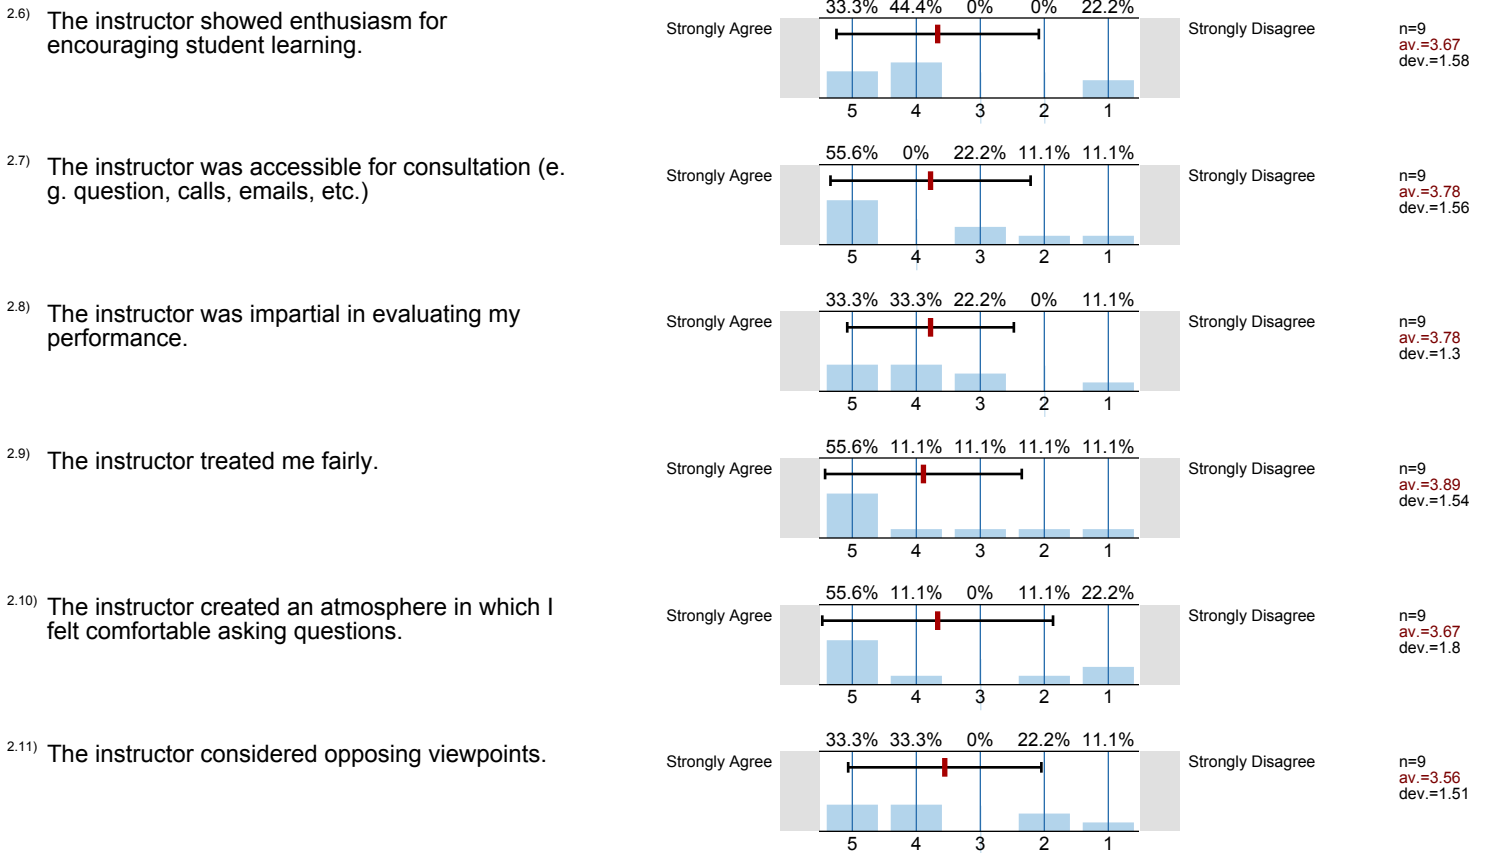 2.6) The instructor showed enthusiasm for
encouraging student learning.
33.3% 44.4% 0% 0% 22.2%
Strongly Agree
Strongly Disagree
5 4 3 2 1
n=9
av.=3.67
dev.=1.58
2.7) The instructor was accessible for consultation (e.
g. question, calls, emails, etc.)
55.6% 0% 22.2% 11.1% 11.1%
Strongly Agree
Strongly Disagree
5 4 3 2 1
n=9
av.=3.78
dev.=1.56
2.8) The instructor was impartial in evaluating my
performance.
33.3% 33.3% 22.2% 0% 11.1%
Strongly Agree
Strongly Disagree
5 4 3 2 1
n=9
av.=3.78
dev.=1.3
2.9) The instructor treated me fairly.
55.6% 11.1% 11.1% 11.1% 11.1%
Strongly Agree
Strongly Disagree
5 4 3 2 1
n=9
av.=3.89
dev.=1.54
2.10) The instructor created an atmosphere in which I
felt comfortable asking questions.
55.6% 11.1% 0% 11.1% 22.2%
Strongly Agree
Strongly Disagree
5 4 3 2 1
n=9
av.=3.67
dev.=1.8
2.11) The instructor considered opposing viewpoints.
33.3% 33.3% 0% 22.2% 11.1%
Strongly Agree
Strongly Disagree
5 4 3 2 1
n=9
av.=3.56
dev.=1.51